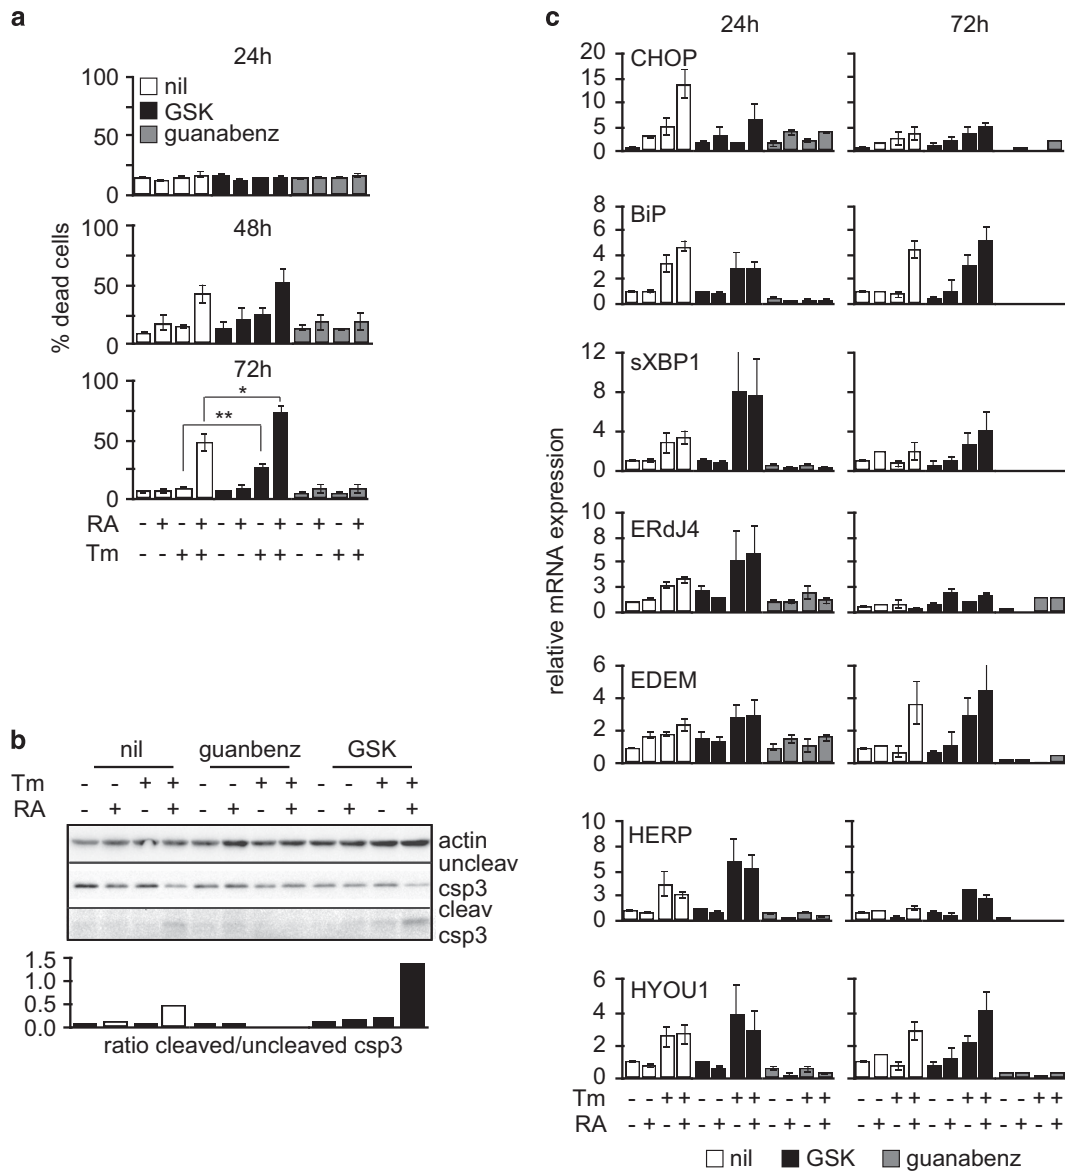 a
24h
100
50
0
nil
GSK
guanabenz
48h
100
50
0
72h
100
50
0
*
**
% dead cells
RA - + - + - + - + - + - +
Tm - - + + - - + + - - + +
b
nil guanbenz GSK
Tm - - + + - - + + - - + +
RA - + - + - + - + - + - +
actin
uncleav
csp3
cleav
csp3
1.5
1.0
0.5
0.0
ratio cleaved/uncleaved csp3
c
24h 72h
CHOP
20
15
10
5
0
BiP
8
6
4
2
0
sXBP1
12
8
4
0
ERdJ4
10
8
5
3
0
EDEM
6
4
2
0
HERP
10
8
5
3
0
HYOU1
6
4
2
0
relative mRNA expression
Tm - - + + - - + + - - + + - - + + - - + + - - + +
RA - + - + - + - + - + - + - + - + - + - + - + - +
nil GSK guanabenz